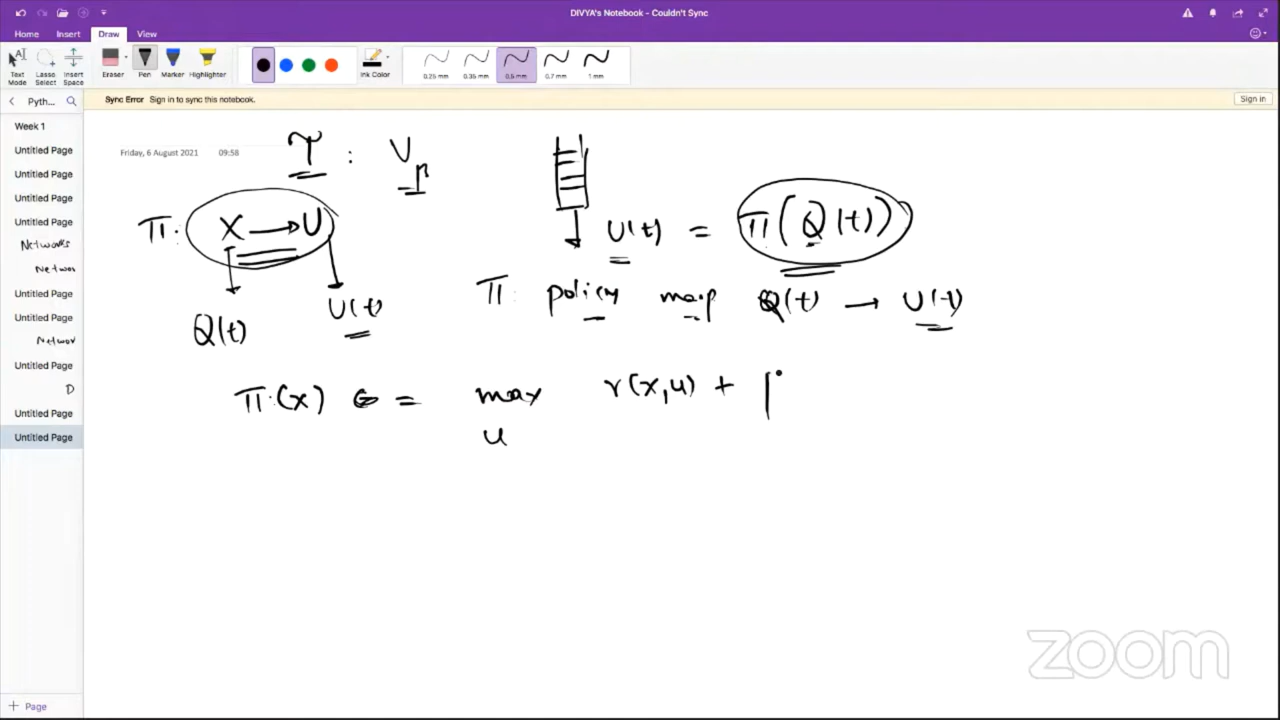 DIVYA's Notebook - Couldn't Sync
Home Insert Draw View
Text Mode
Lasso Select
Insert Space
Eraser
Pen
Marker
Highlighter
Ink Color
0.25 mm
0.35 mm
0.5 mm
0.7 mm
1 mm
Pyth...
Sync Error Sign in to sync this notebook.
Sign in
Week 1
Untitled Page
Untitled Page
Untitled Page
Untitled Page
Networks
Networ
Untitled Page
Untitled Page
Networ
Untitled Page
D
Untitled Page
Untitled Page
+ Page
Friday, 6 August 2021 09:58
π: X → U
Q(t)
U(t)
U(t) = π(Q(t))
π: policy map Q(t) → U(t)
π(x) = max r(x,u) +
u
zoom